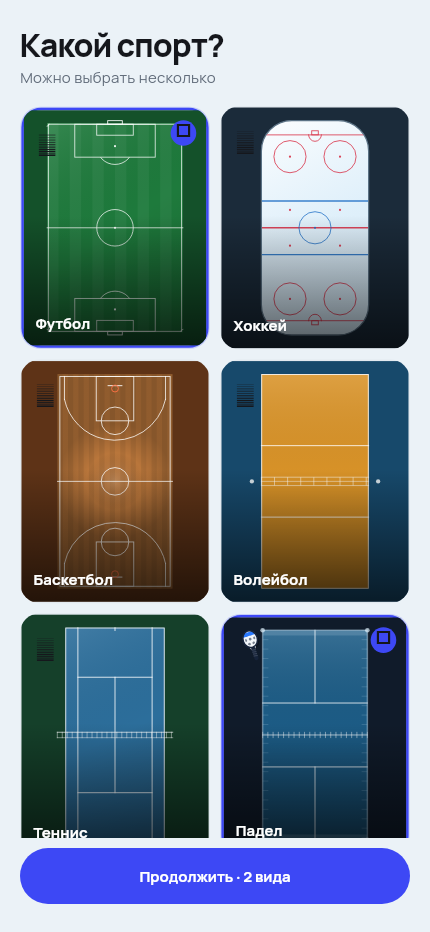 Какой спорт?
Можно выбрать несколько
Футбол
Хоккей
Баскетбол
Волейбол
Теннис
Падел
Продолжить · 2 вида